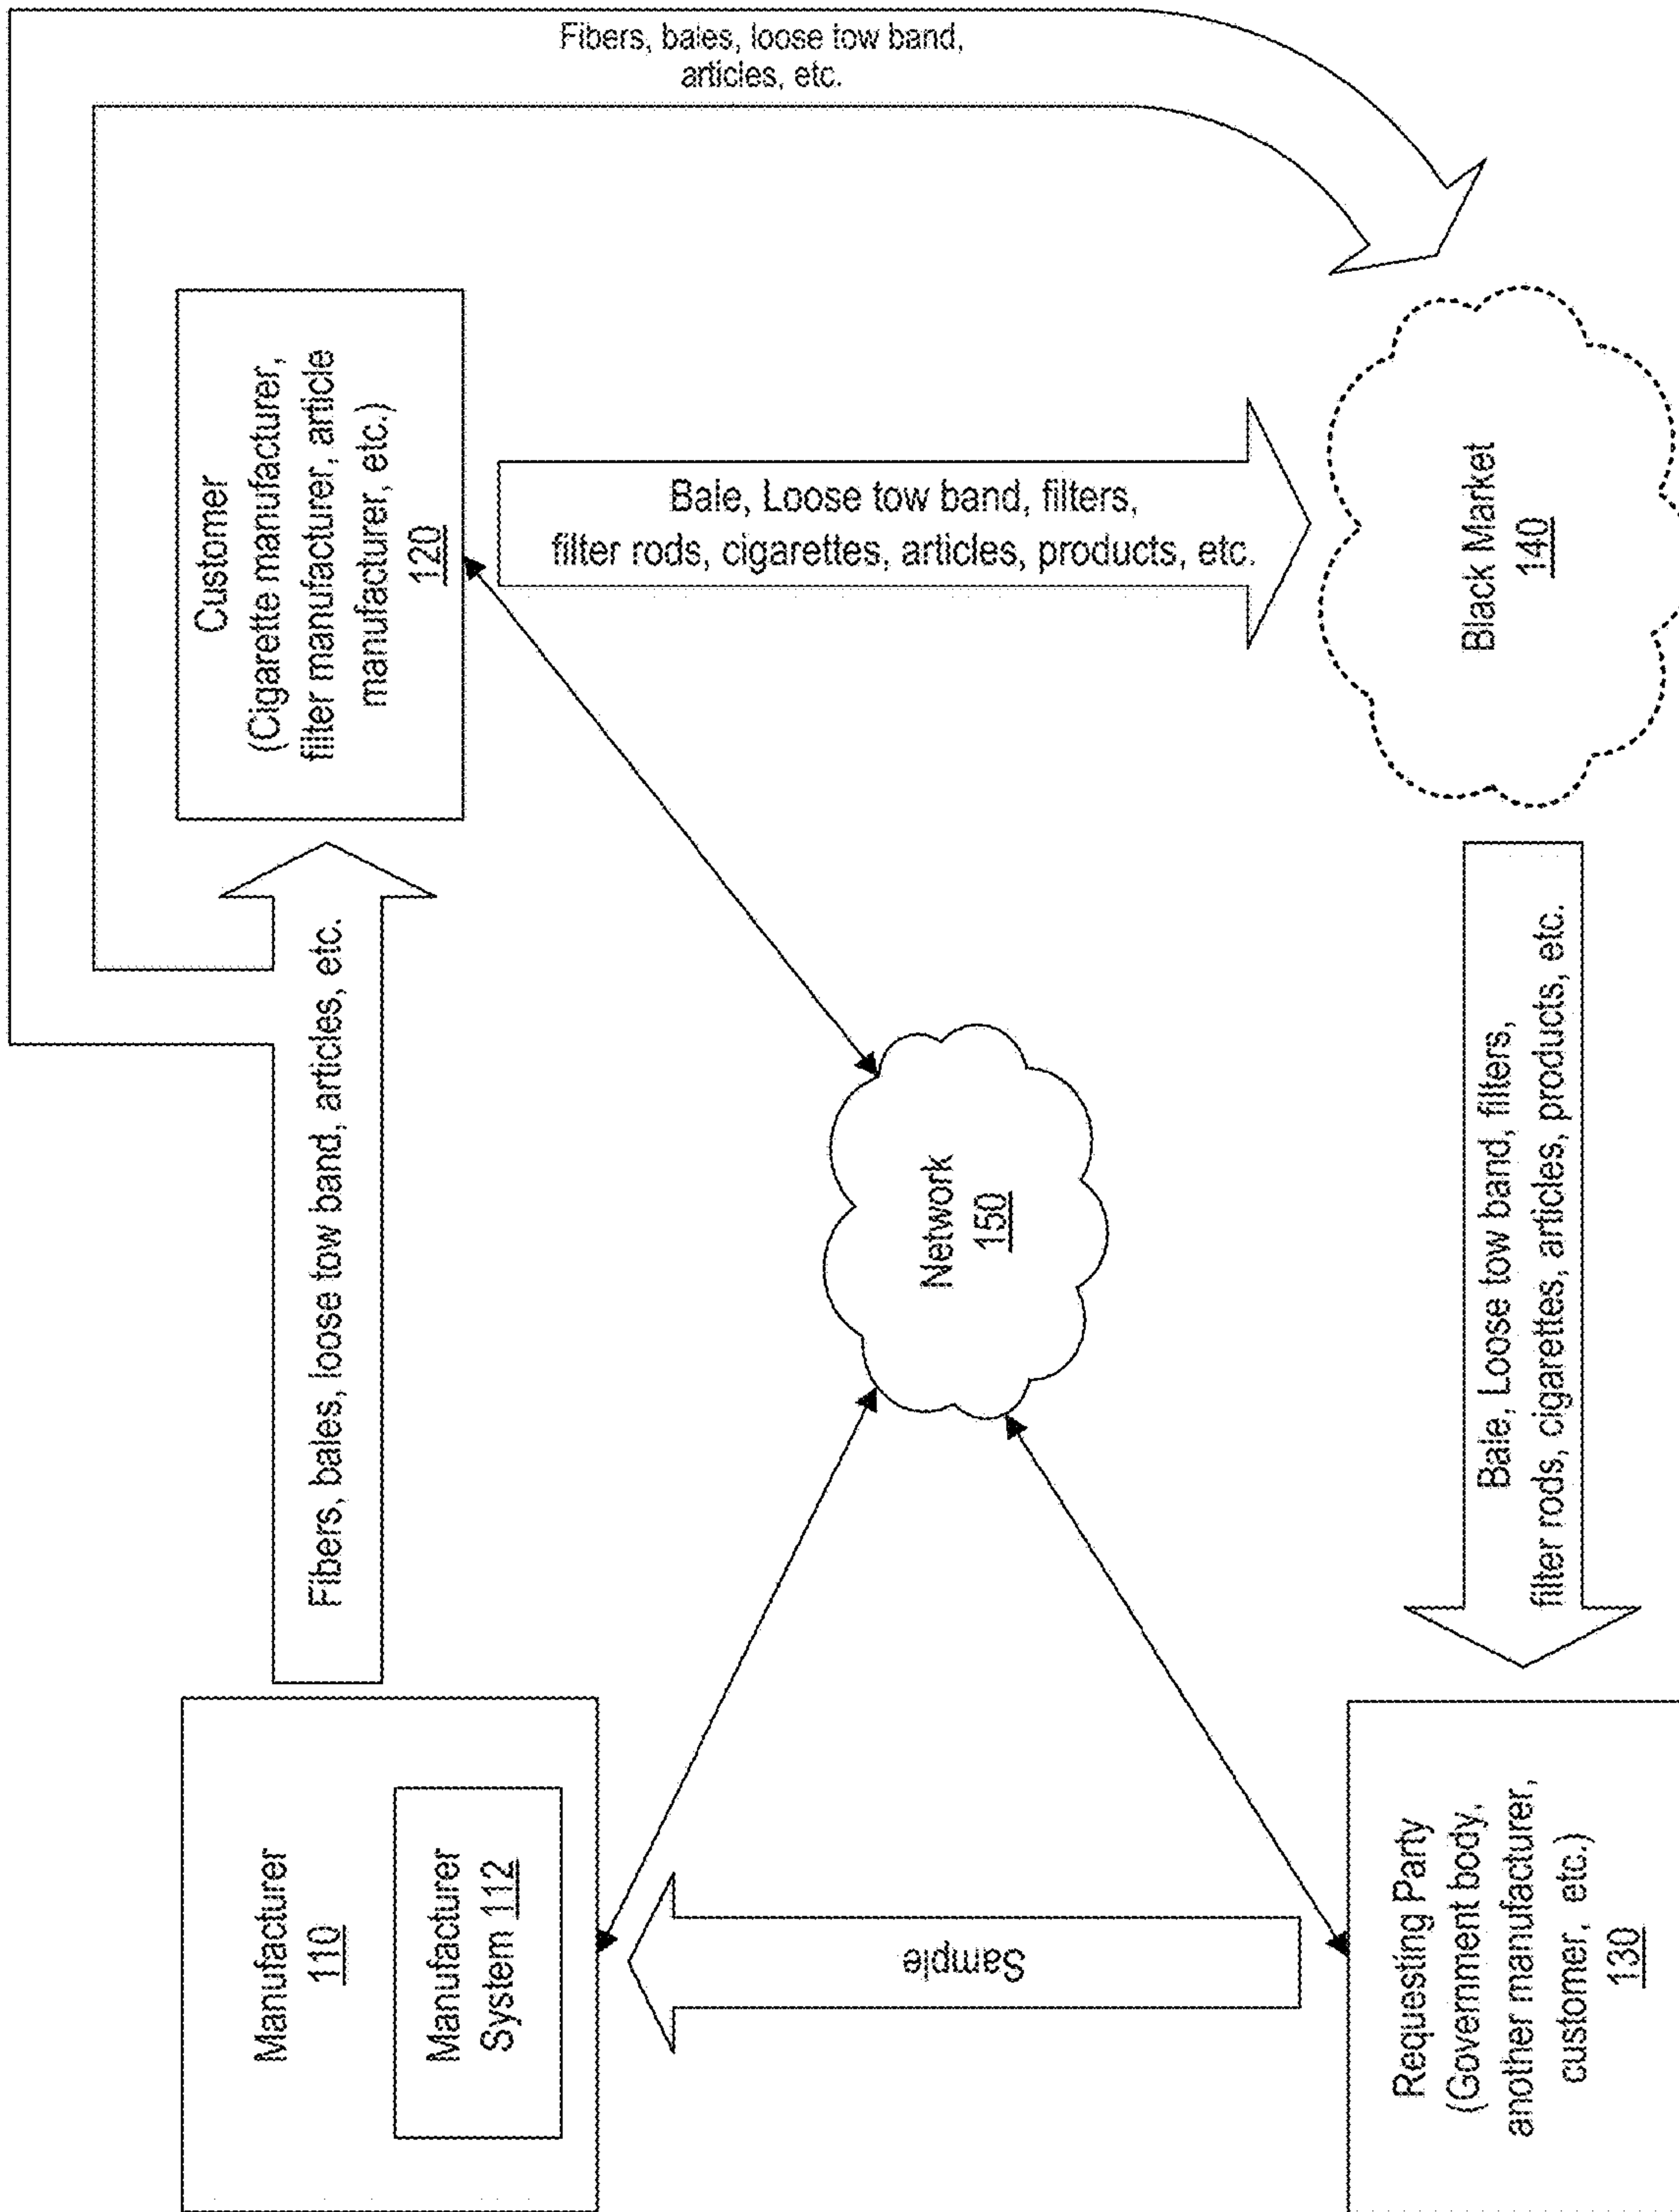 Fibers, bales, loose tow band,
articles, etc.
Manufacturer
110
Manufacturer
System 112
Fibers, bales, loose tow band, articles, etc.
Customer
(Cigarette manufacturer,
filter manufacturer, article
manufacturer, etc.)
120
Bale, Loose tow band, filters,
filter rods, cigarettes, articles, products, etc.
Network
150
Sample
Requesting Party
(Government body,
another manufacturer,
customer, etc.)
130
Bale, Loose tow band, filters,
filter rods, cigarettes, articles, products, etc.
Black Market
140